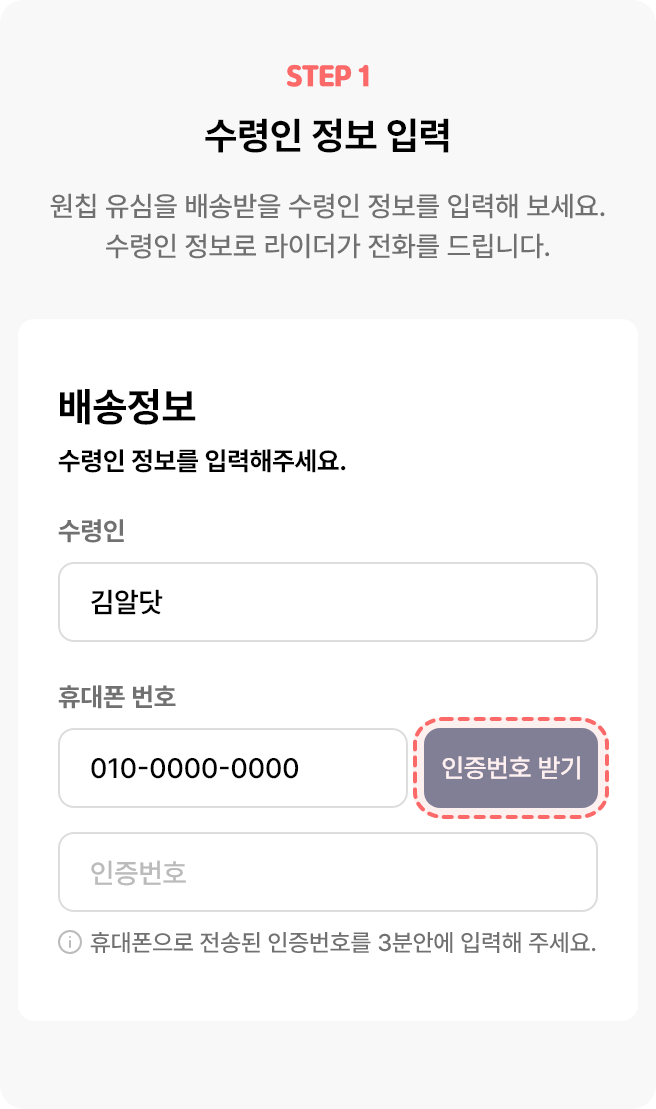 STEP 1
수령인 정보 입력
원칩 유심을 배송받을 수령인 정보를 입력해 보세요.
수령인 정보로 라이더가 전화를 드립니다.
배송정보
수령인 정보를 입력해주세요.
수령인
김알닷
휴대폰 번호
010-0000-0000
인증번호 받기
인증번호
휴대폰으로 전송된 인증번호를 3분안에 입력해 주세요.